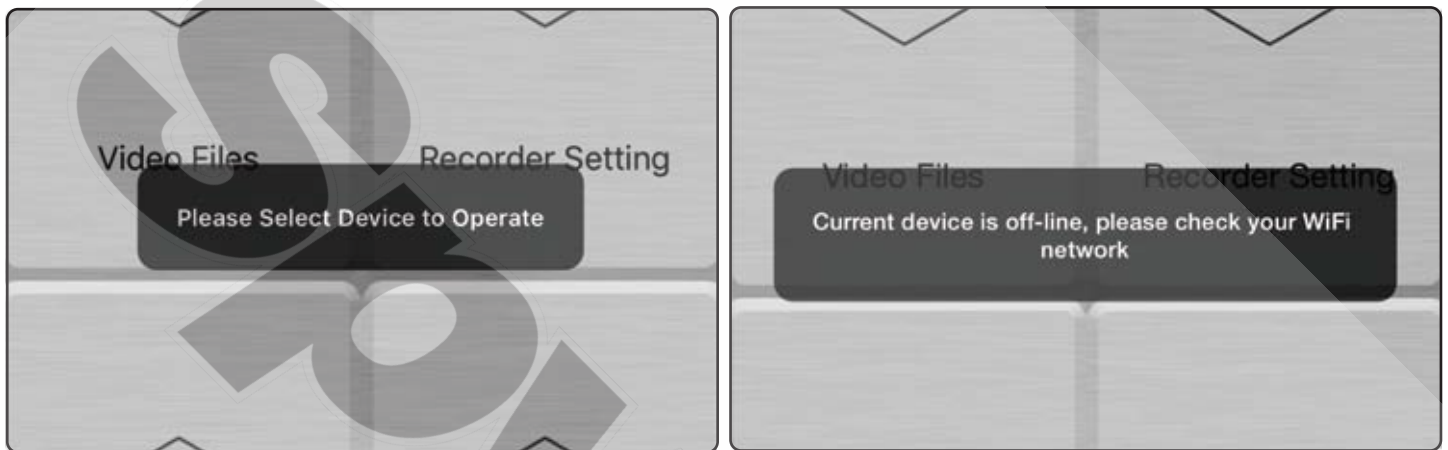 Video Files
Recorder Setting
Please Select Device to Operate
Video Files
Recorder Setting
Current device is off-line, please check your WiFi
network